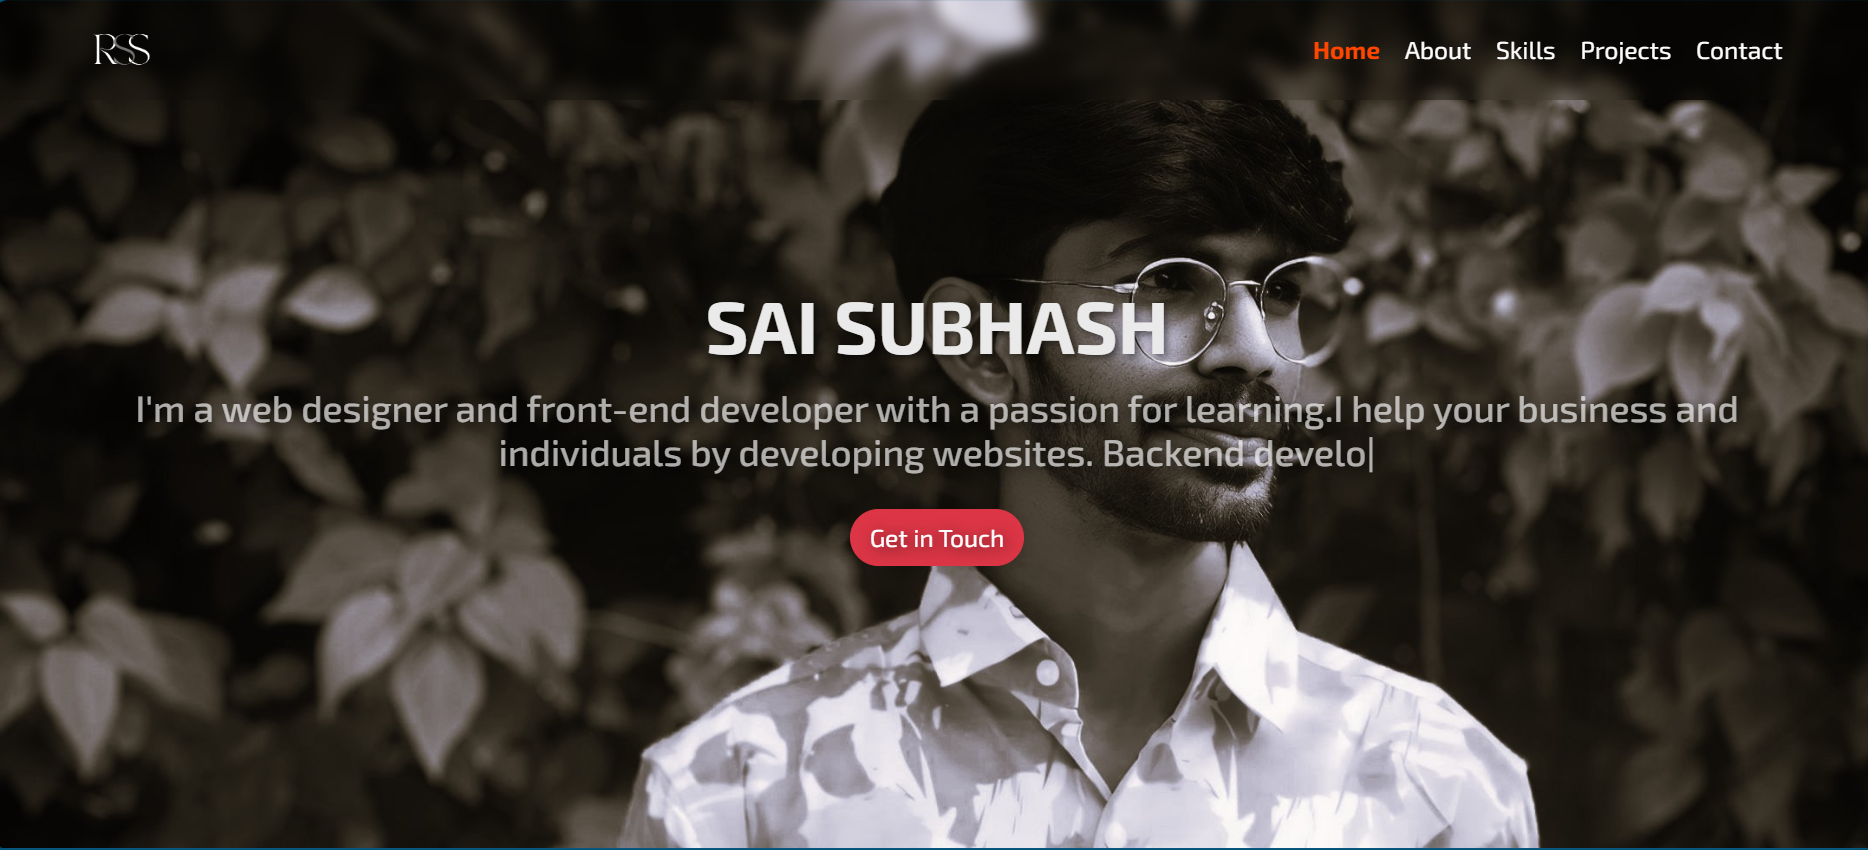 RSS
Home About Skills Projects Contact
SAI SUBHASH
I'm a web designer and front-end developer with a passion for learning.I help your business and
individuals by developing websites. Backend develo|
Get in Touch